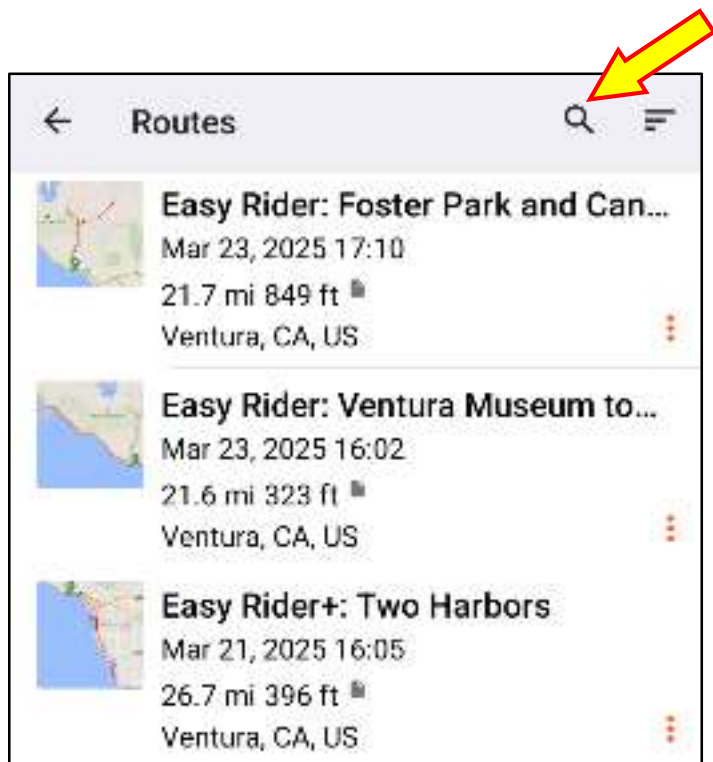 Routes
Easy Rider: Foster Park and Can...
Mar 23, 2025 17:10
21.7 mi 849 ft
Ventura, CA, US
Easy Rider: Ventura Museum to...
Mar 23, 2025 16:02
21.6 mi 323 ft
Ventura, CA, US
Easy Rider+: Two Harbors
Mar 21, 2025 16:05
26.7 mi 396 ft
Ventura, CA, US